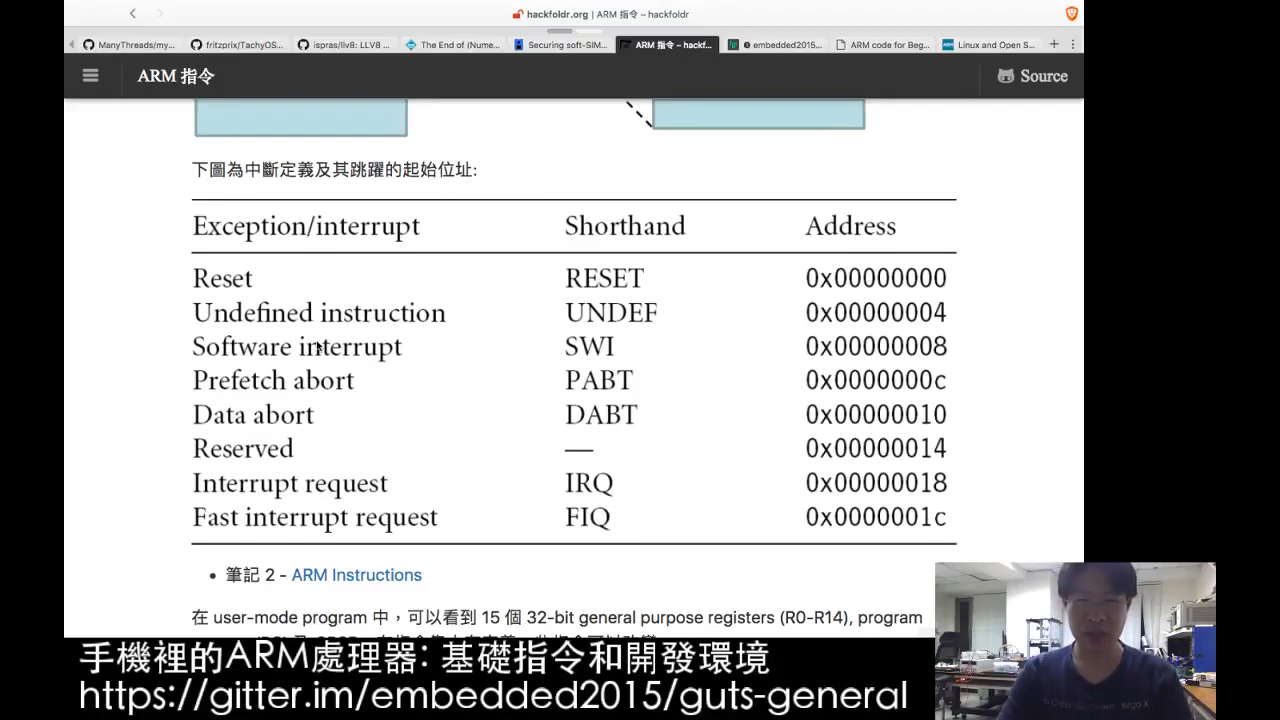 hackfoldr.org | ARM 指令 – hackfoldr
ManyThreads/my... fritzprix/TachyOS... ispras/llv8: LLV8 ... The End of (Nume... Securing soft-SIM... ARM 指令 – hackf... embedded2015... ARM code for Beg... Linux and Open S...
ARM 指令 Source
下圖為中斷定義及其跳躍的起始位址:
Exception/interrupt Shorthand Address
Reset RESET 0x00000000
Undefined instruction UNDEF 0x00000004
Software interrupt SWI 0x00000008
Prefetch abort PABT 0x0000000c
Data abort DABT 0x00000010
Reserved — 0x00000014
Interrupt request IRQ 0x00000018
Fast interrupt request FIQ 0x0000001c
• 筆記 2 - ARM Instructions
在 user-mode program 中，可以看到 15 個 32-bit general purpose registers (R0-R14), program
手機裡的ARM處理器: 基礎指令和開發環境
https://gitter.im/embedded2015/guts-general